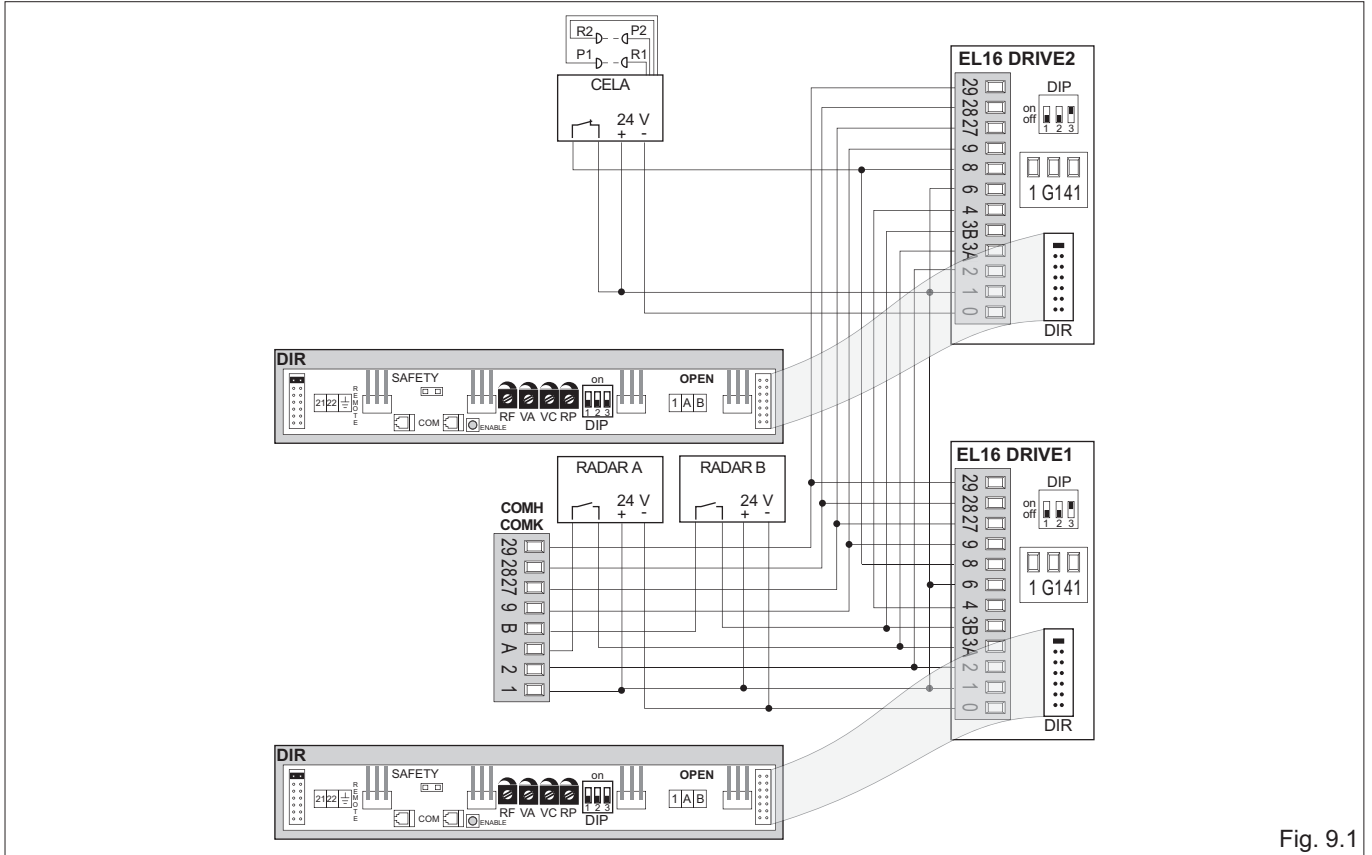 R2 P2
P1 R1
CELA
24 V
+ -
EL16 DRIVE2
29
28
27
9
8
6
4
3B
3A
2
1
0
DIP
on
off
1 2 3
1 G141
DIR
DIR
SAFETY
21 22
REMOTE
COM
ENABLE
RF VA VC RP
on
1 2 3
DIP
OPEN
1 A B
RADAR A
24 V
+ -
RADAR B
24 V
+ -
COMH
COMK
29
28
27
9
B
A
2
1
EL16 DRIVE1
29
28
27
9
8
6
4
3B
3A
2
1
0
DIP
on
off
1 2 3
1 G141
DIR
DIR
SAFETY
21 22
REMOTE
COM
ENABLE
RF VA VC RP
on
1 2 3
DIP
OPEN
1 A B
Fig. 9.1